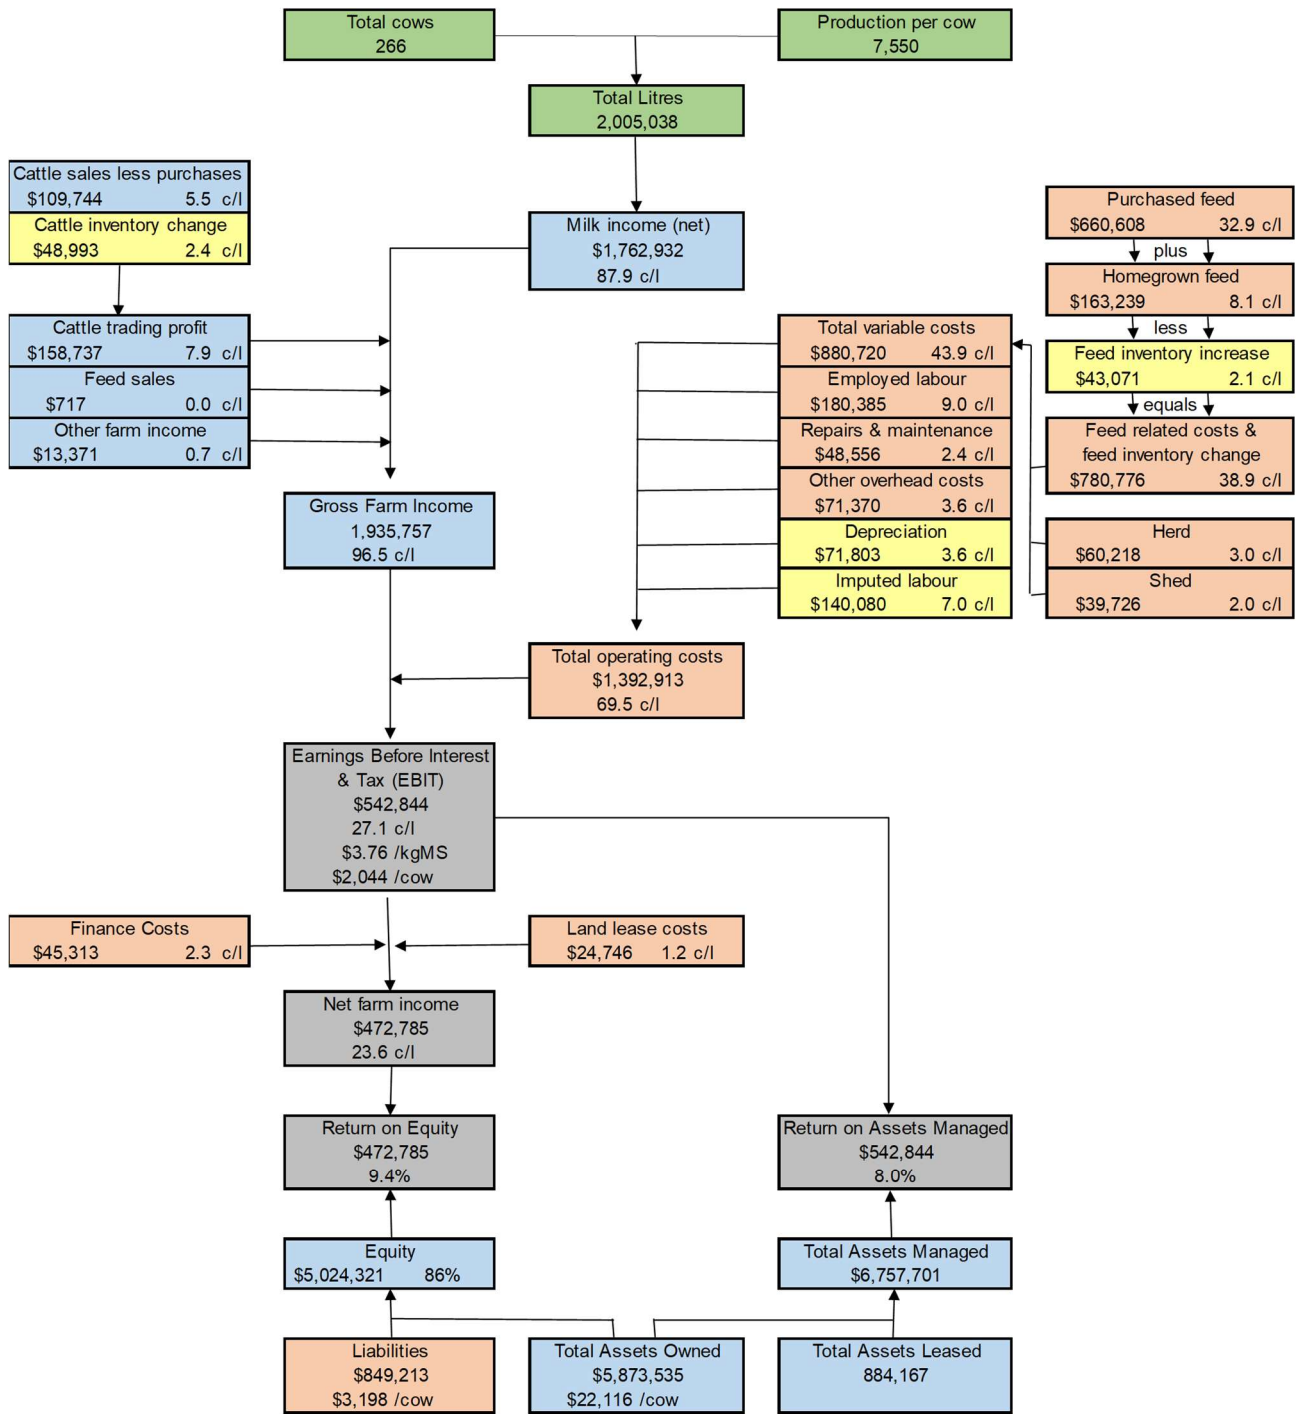 Total cows
266
Production per cow
7,550
Total Litres
2,005,038
Cattle sales less purchases
$109,744 5.5 c/l
Cattle inventory change
$48,993 2.4 c/l
Milk income (net)
$1,762,932
87.9 c/l
Purchased feed
$660,608 32.9 c/l
plus
Homegrown feed
$163,239 8.1 c/l
less
Feed inventory increase
$43,071 2.1 c/l
equals
Feed related costs &
feed inventory change
$780,776 38.9 c/l
Herd
$60,218 3.0 c/l
Shed
$39,726 2.0 c/l
Cattle trading profit
$158,737 7.9 c/l
Feed sales
$717 0.0 c/l
Other farm income
$13,371 0.7 c/l
Total variable costs
$880,720 43.9 c/l
Employed labour
$180,385 9.0 c/l
Repairs & maintenance
$48,556 2.4 c/l
Other overhead costs
$71,370 3.6 c/l
Depreciation
$71,803 3.6 c/l
Imputed labour
$140,080 7.0 c/l
Gross Farm Income
1,935,757
96.5 c/l
Total operating costs
$1,392,913
69.5 c/l
Earnings Before Interest
& Tax (EBIT)
$542,844
27.1 c/l
$3.76 /kgMS
$2,044 /cow
Finance Costs
$45,313 2.3 c/l
Land lease costs
$24,746 1.2 c/l
Net farm income
$472,785
23.6 c/l
Return on Equity
$472,785
9.4%
Return on Assets Managed
$542,844
8.0%
Equity
$5,024,321 86%
Total Assets Managed
$6,757,701
Liabilities
$849,213
$3,198 /cow
Total Assets Owned
$5,873,535
$22,116 /cow
Total Assets Leased
884,167